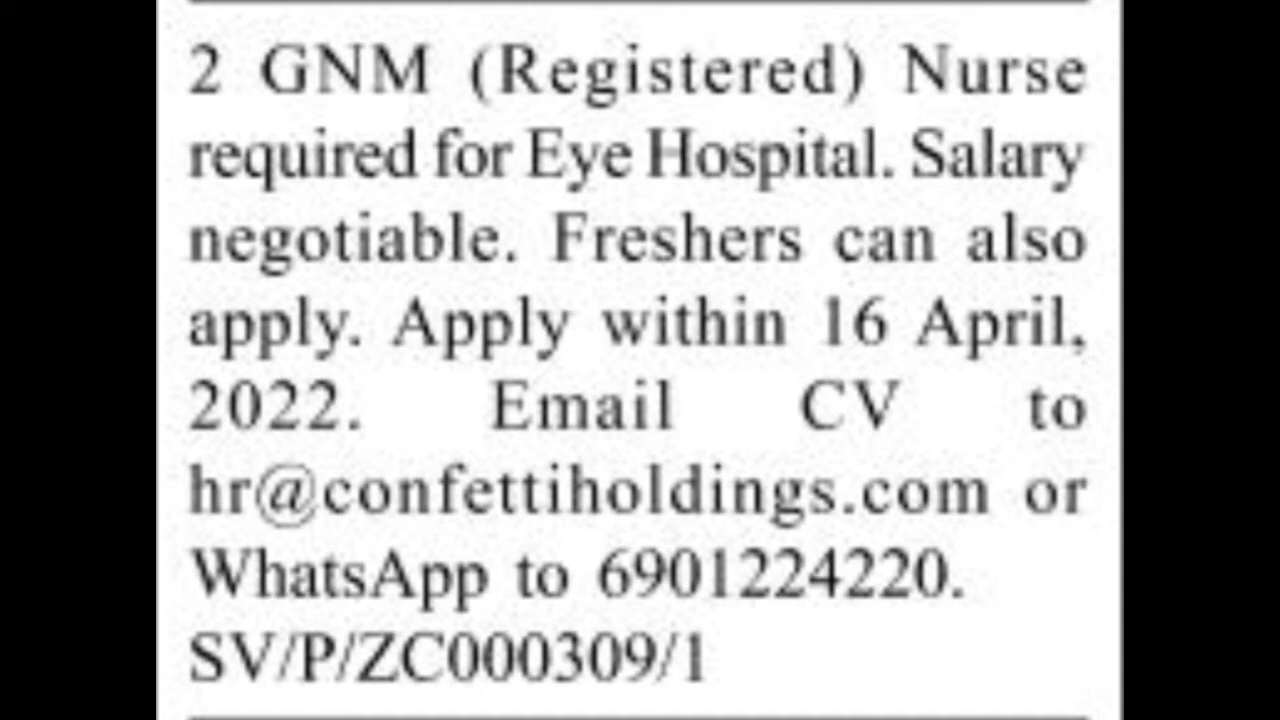 2 GNM (Registered) Nurse
required for Eye Hospital. Salary
negotiable. Freshers can also
apply. Apply within 16 April,
2022. Email CV to
hr@confettiholdings.com or
WhatsApp to 6901224220.
SV/P/ZC000309/1